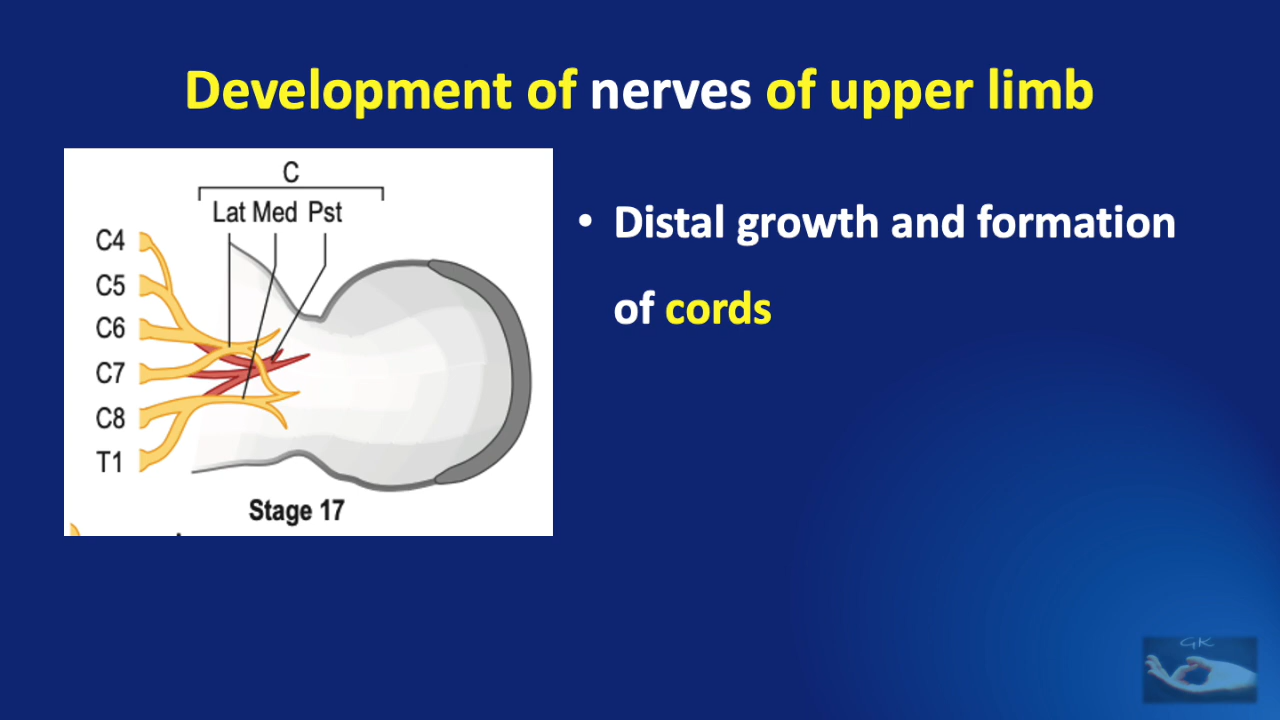 Development of nerves of upper limb
C
Lat Med Pst
C4
C5
C6
C7
C8
T1
Stage 17
• Distal growth and formation
of cords
GK